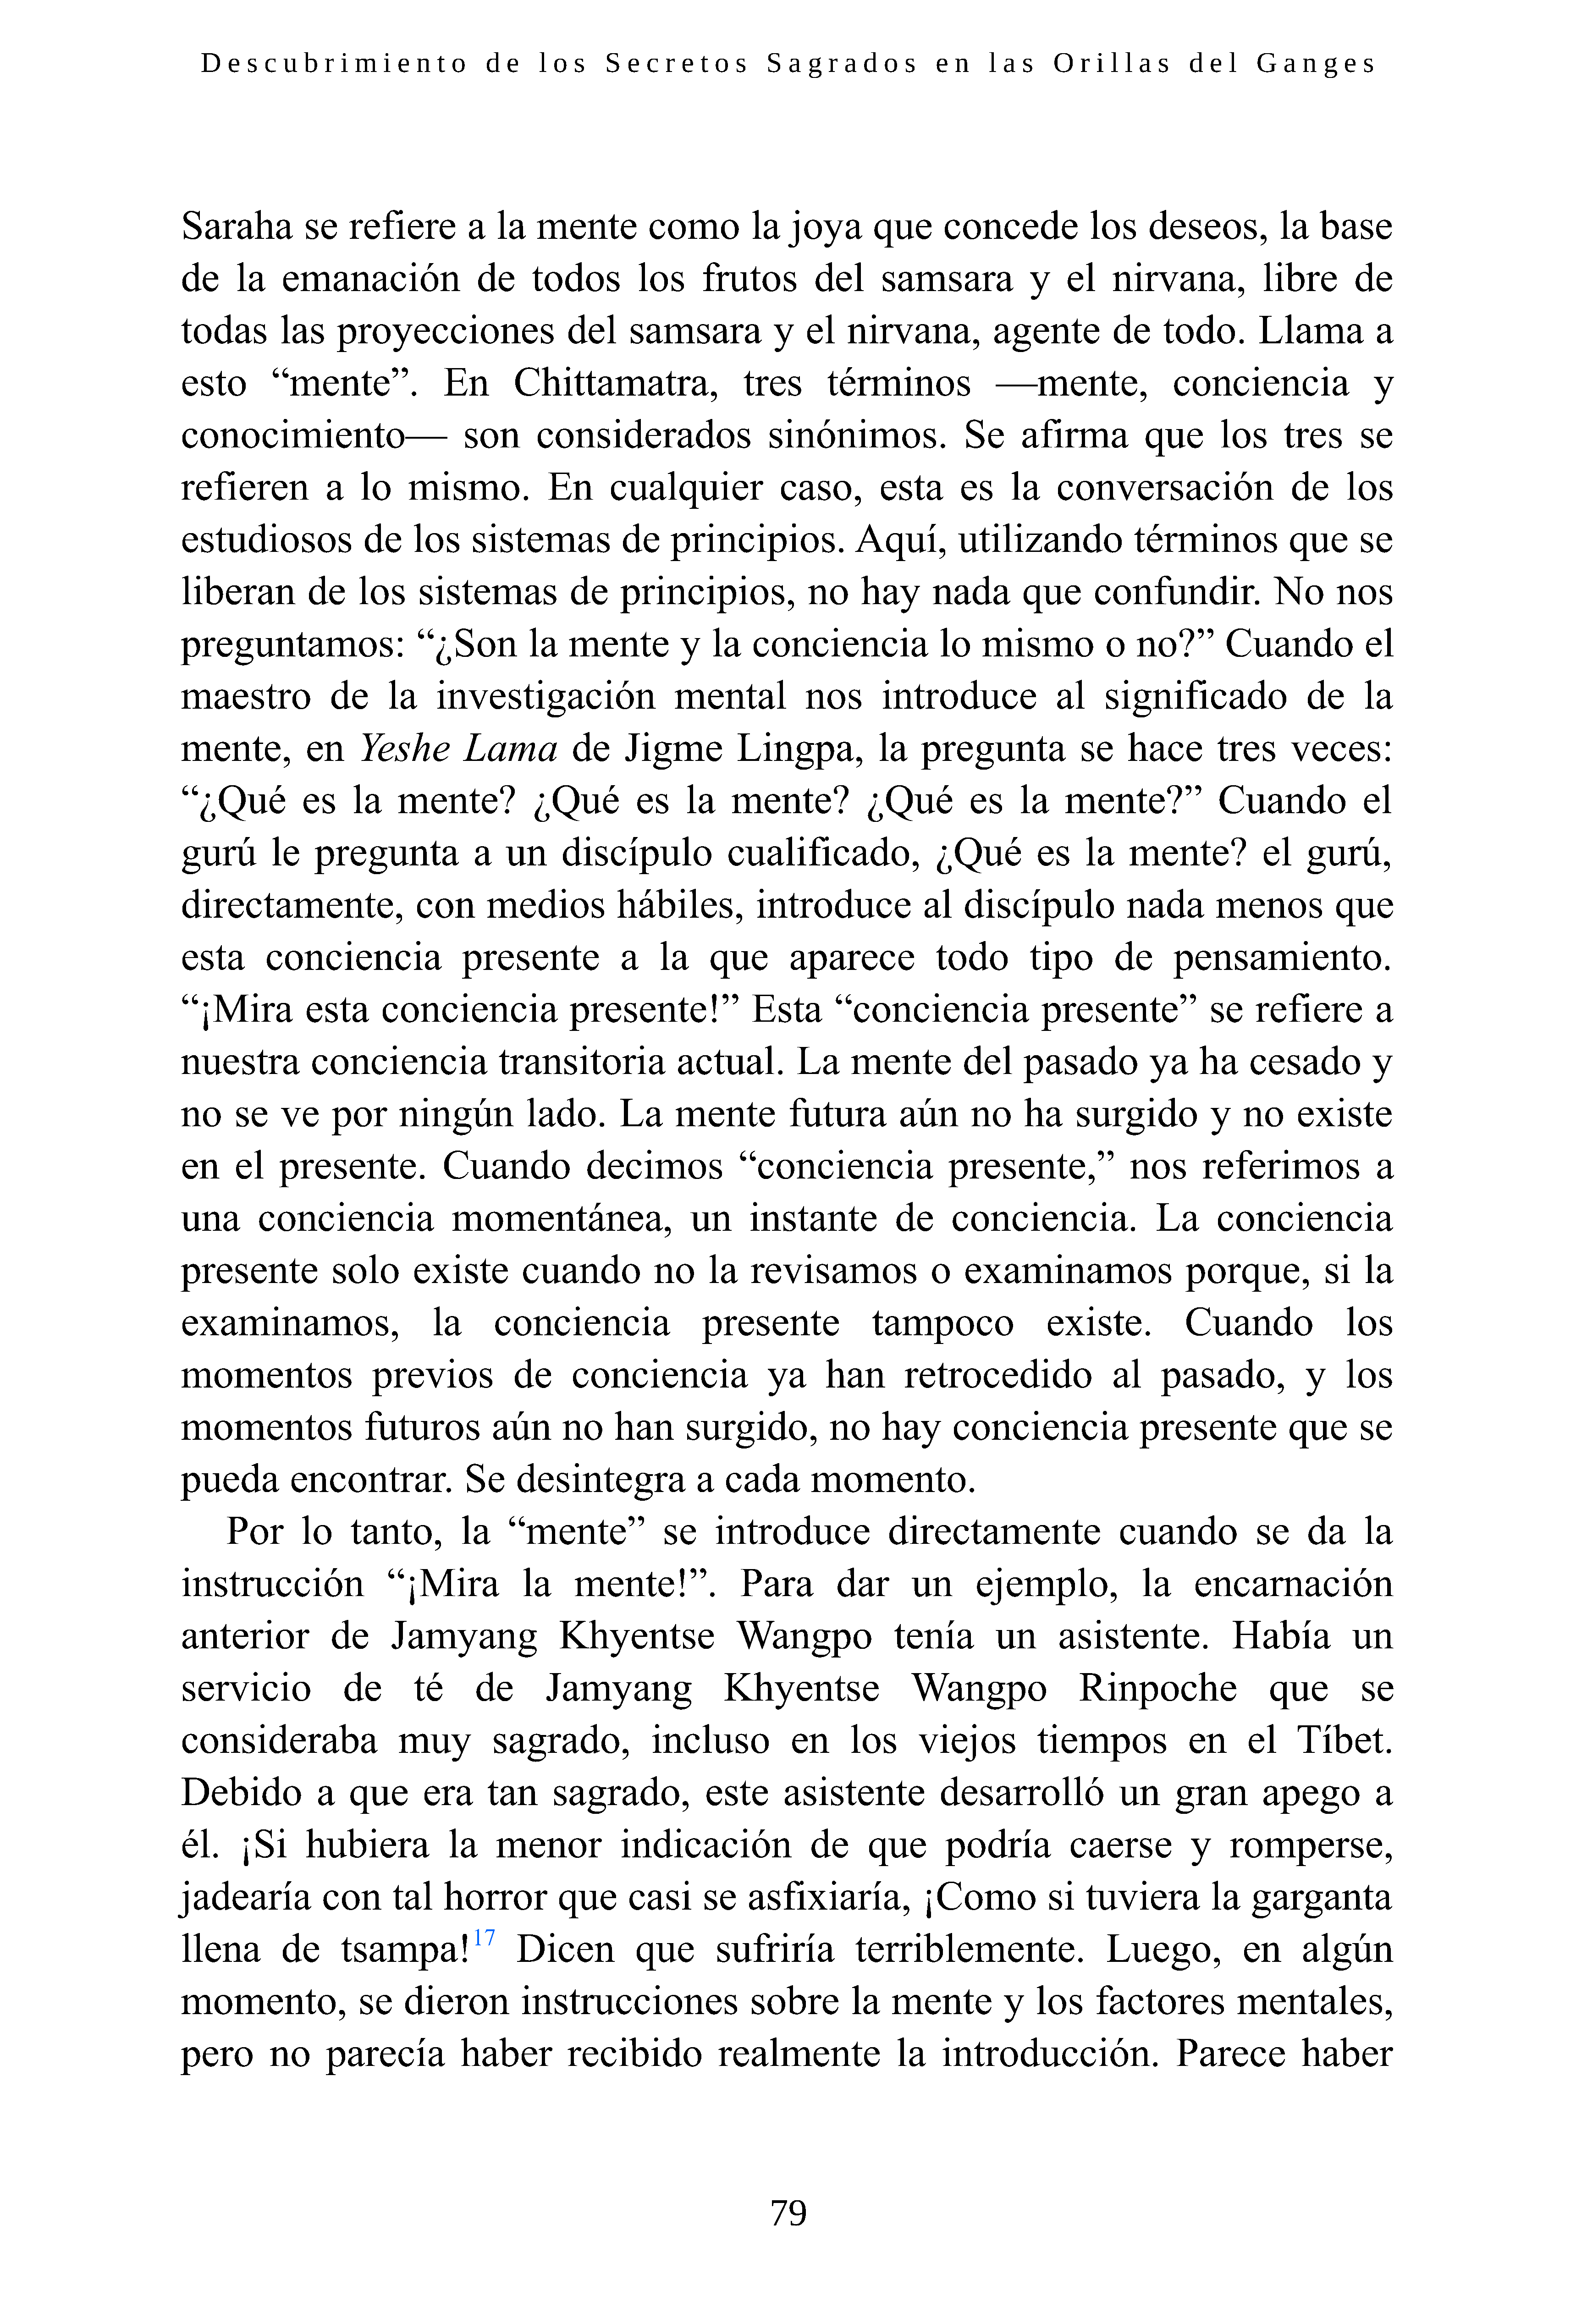 Descubrimiento de los Secretos Sagrados en las Orillas del Ganges
Saraha se refiere a la mente como la joya que concede los deseos, la base
de la emanación de todos los frutos del samsara y el nirvana, libre de
todas las proyecciones del samsara y el nirvana, agente de todo. Llama a
esto “mente”. En Chittamatra, tres términos —mente, conciencia y
conocimiento— son considerados sinónimos. Se afirma que los tres se
refieren a lo mismo. En cualquier caso, esta es la conversación de los
estudiosos de los sistemas de principios. Aquí, utilizando términos que se
liberan de los sistemas de principios, no hay nada que confundir. No nos
preguntamos: “¿Son la mente y la conciencia lo mismo o no?” Cuando el
maestro de la investigación mental nos introduce al significado de la
mente, en Yeshe Lama de Jigme Lingpa, la pregunta se hace tres veces:
“¿Qué es la mente? ¿Qué es la mente? ¿Qué es la mente?” Cuando el
gurú le pregunta a un discípulo cualificado, ¿Qué es la mente? el gurú,
directamente, con medios hábiles, introduce al discípulo nada menos que
esta conciencia presente a la que aparece todo tipo de pensamiento.
“¡Mira esta conciencia presente!” Esta “conciencia presente” se refiere a
nuestra conciencia transitoria actual. La mente del pasado ya ha cesado y
no se ve por ningún lado. La mente futura aún no ha surgido y no existe
en el presente. Cuando decimos “conciencia presente,” nos referimos a
una conciencia momentánea, un instante de conciencia. La conciencia
presente solo existe cuando no la revisamos o examinamos porque, si la
examinamos, la conciencia presente tampoco existe. Cuando los
momentos previos de conciencia ya han retrocedido al pasado, y los
momentos futuros aún no han surgido, no hay conciencia presente que se
pueda encontrar. Se desintegra a cada momento.
Por lo tanto, la “mente” se introduce directamente cuando se da la
instrucción “¡Mira la mente!”. Para dar un ejemplo, la encarnación
anterior de Jamyang Khyentse Wangpo tenía un asistente. Había un
servicio de té de Jamyang Khyentse Wangpo Rinpoche que se
consideraba muy sagrado, incluso en los viejos tiempos en el Tíbet.
Debido a que era tan sagrado, este asistente desarrolló un gran apego a
él. ¡Si hubiera la menor indicación de que podría caerse y romperse,
jadearía con tal horror que casi se asfixiaría, ¡Como si tuviera la garganta
llena de tsampa!17 Dicen que sufriría terriblemente. Luego, en algún
momento, se dieron instrucciones sobre la mente y los factores mentales,
pero no parecía haber recibido realmente la introducción. Parece haber
79